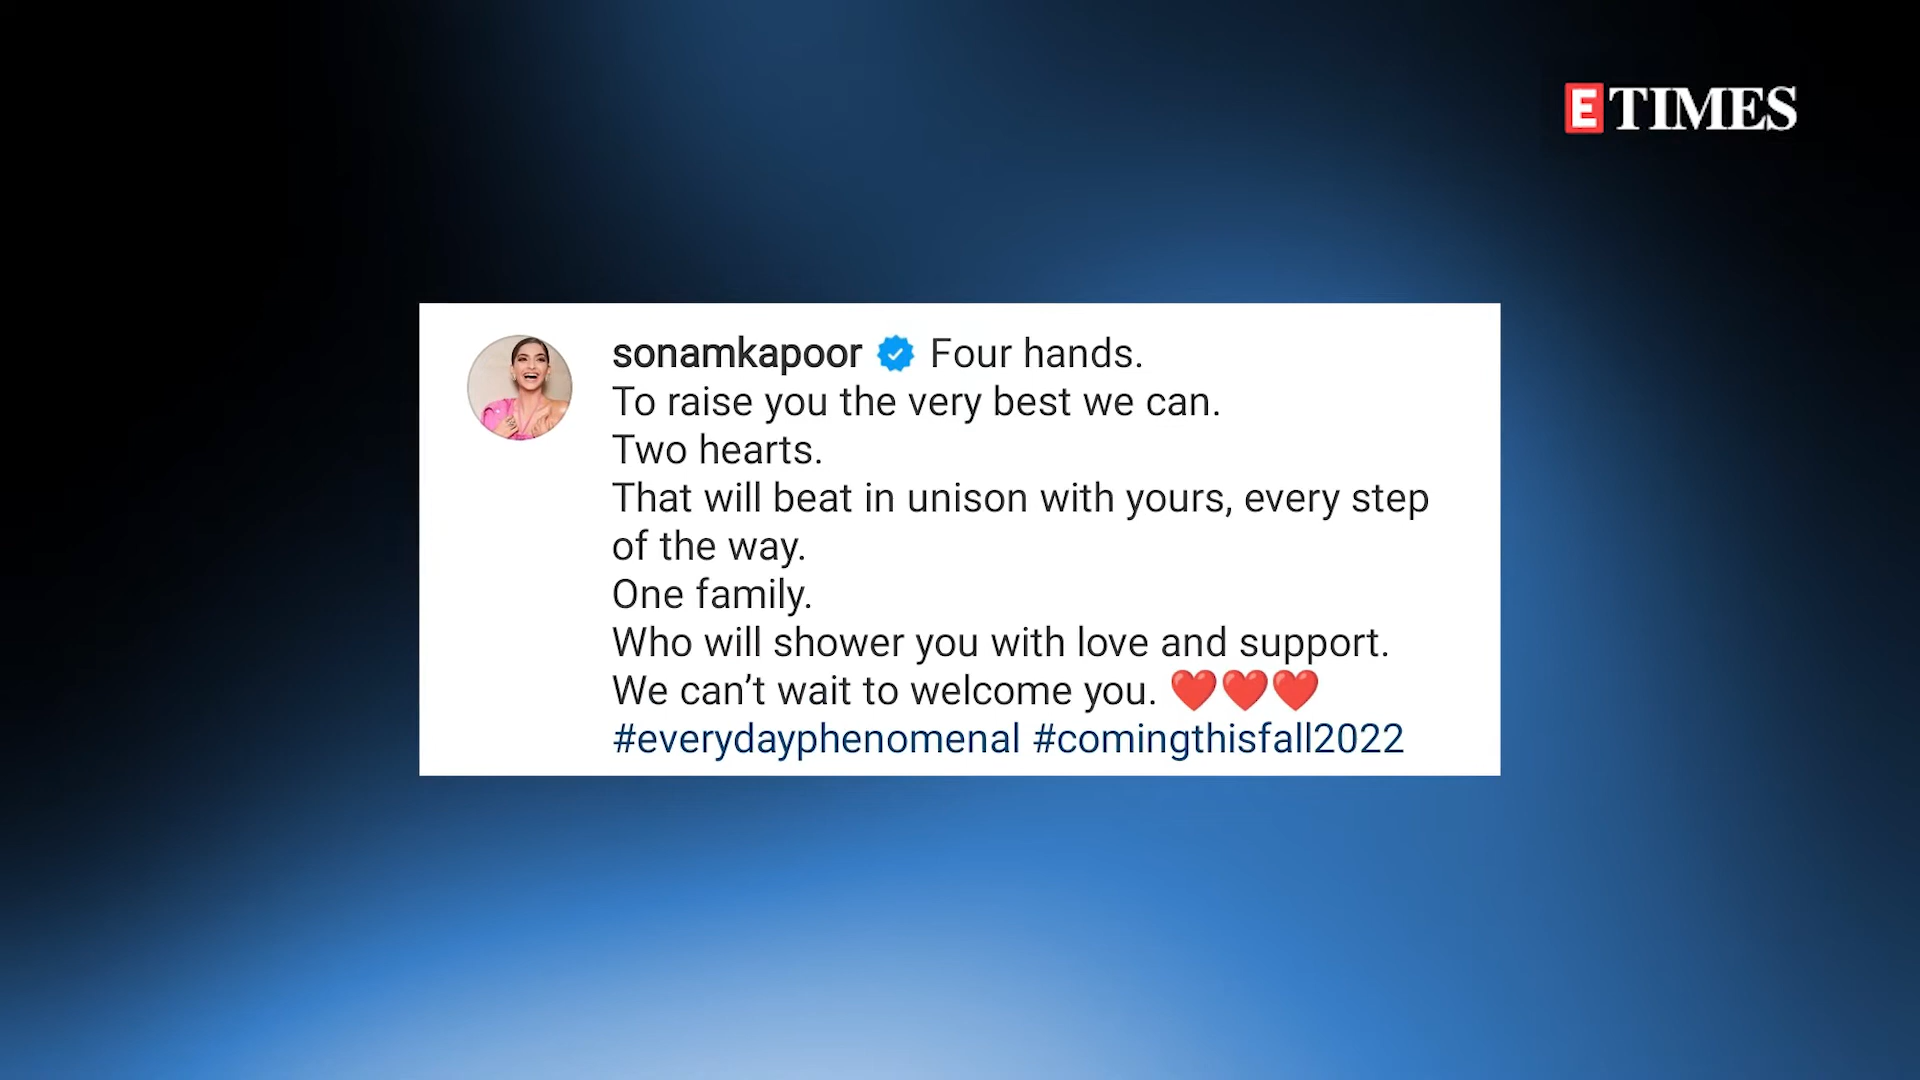 E TIMES
sonamkapoor Four hands.
To raise you the very best we can.
Two hearts.
That will beat in unison with yours, every step
of the way.
One family.
Who will shower you with love and support.
We can’t wait to welcome you. ❤️❤️❤️
#everydayphenomenal #comingthisfall2022